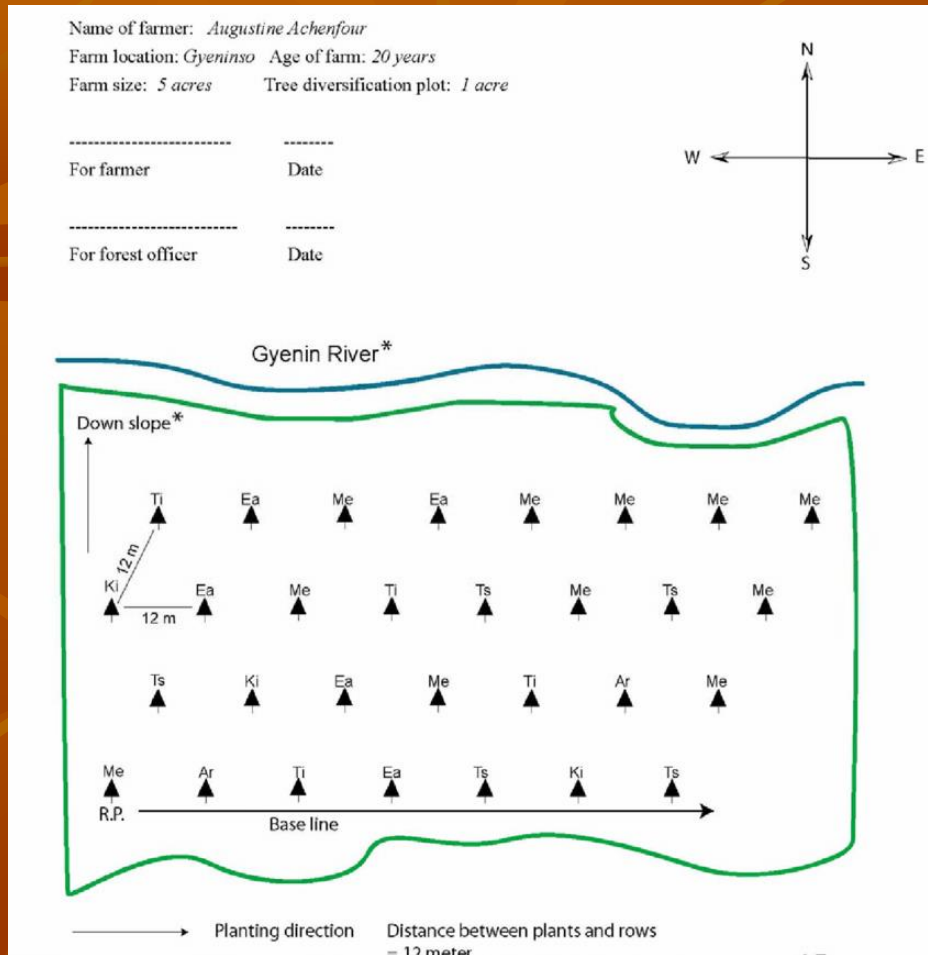 Name of farmer: Augustine Achenfour
Farm location: Gyeninso Age of farm: 20 years
Farm size: 5 acres Tree diversification plot: 1 acre
For farmer Date
For forest officer Date
N
W E
S
Gyenin River*
Down slope*
Ti Ea Me Ea Me Me Me Me
12 m
Ki Ea Me Ti Ts Me Ts Me
12 m
Ts Ki Ea Me Ti Ar Me
Me Ar Ti Ea Ts Ki Ts
R.P.
Base line
Planting direction Distance between plants and rows
= 12 meter